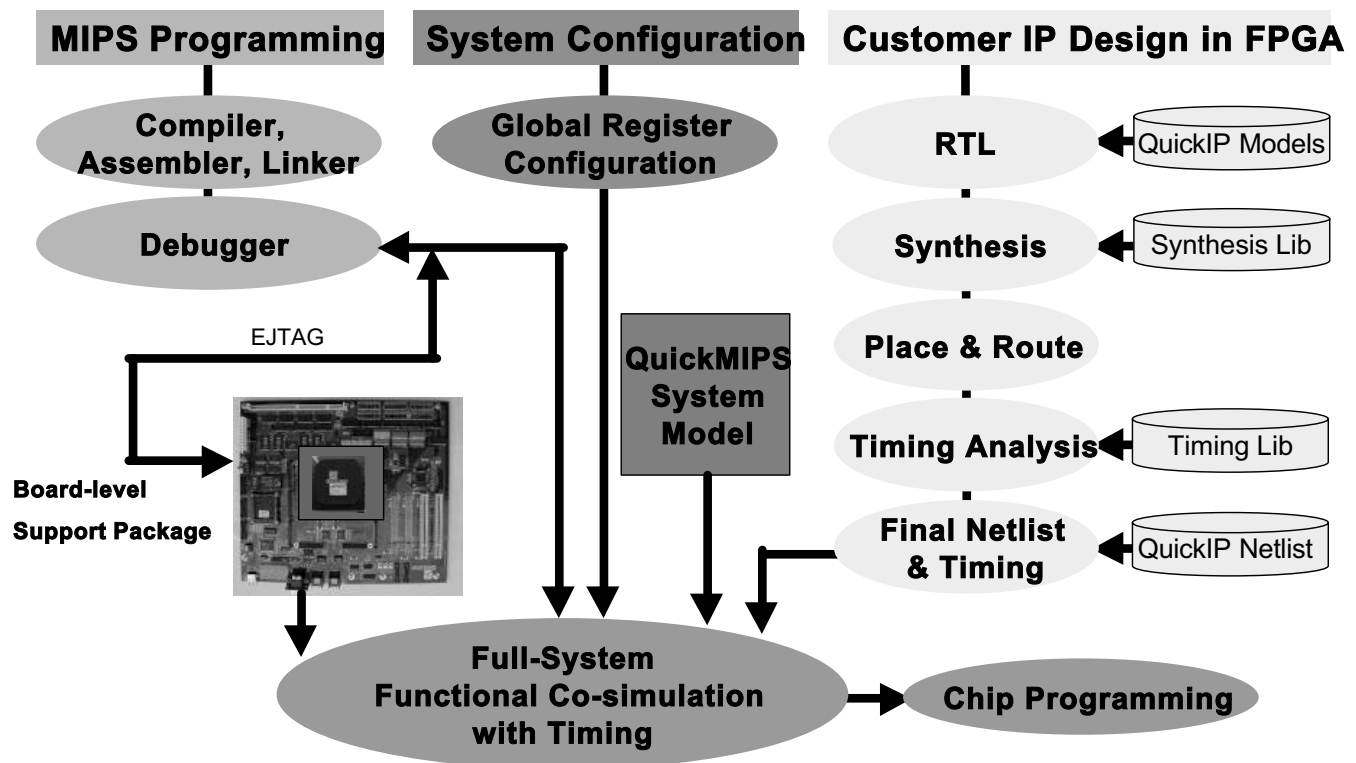 MIPS Programming
System Configuration
Customer IP Design in FPGA
Compiler,
Assembler, Linker
Debugger
Global Register
Configuration
RTL
QuickIP Models
Synthesis
Synthesis Lib
Place & Route
Timing Analysis
Timing Lib
Final Netlist
& Timing
QuickIP Netlist
EJTAG
QuickMIPS
System
Model
Board-level
Support Package
Full-System
Functional Co-simulation
with Timing
Chip Programming